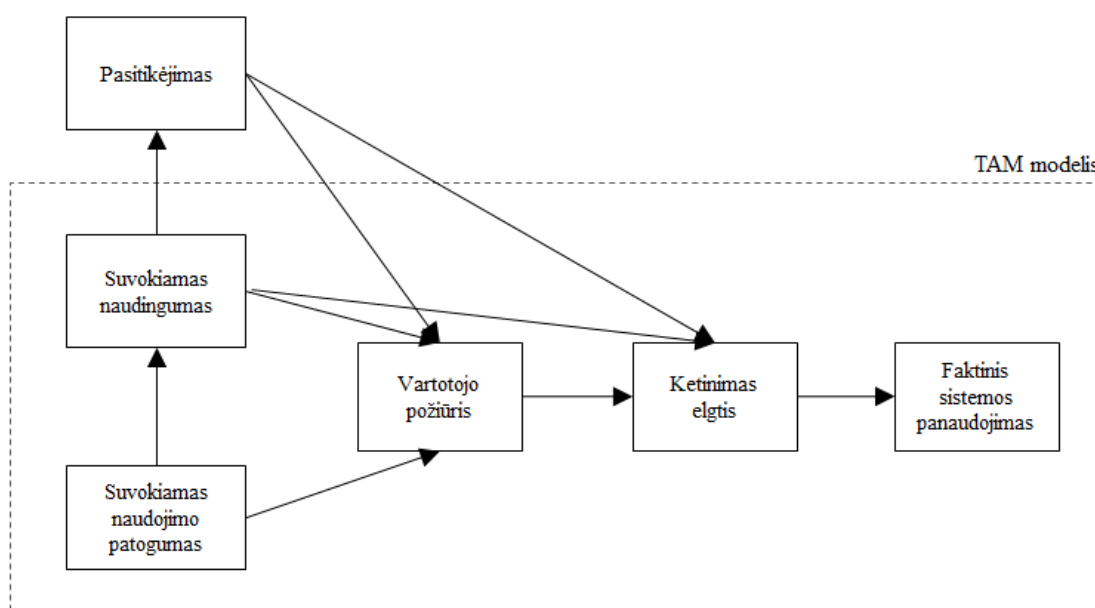 Pasitikėjimas
TAM modelis
Suvokiamas
naudingumas
Vartotojo
požiūris
Ketinimas
elgtis
Faktinis
sistemos
panaudojimas
Suvokiamas
naudojimo
patogumas